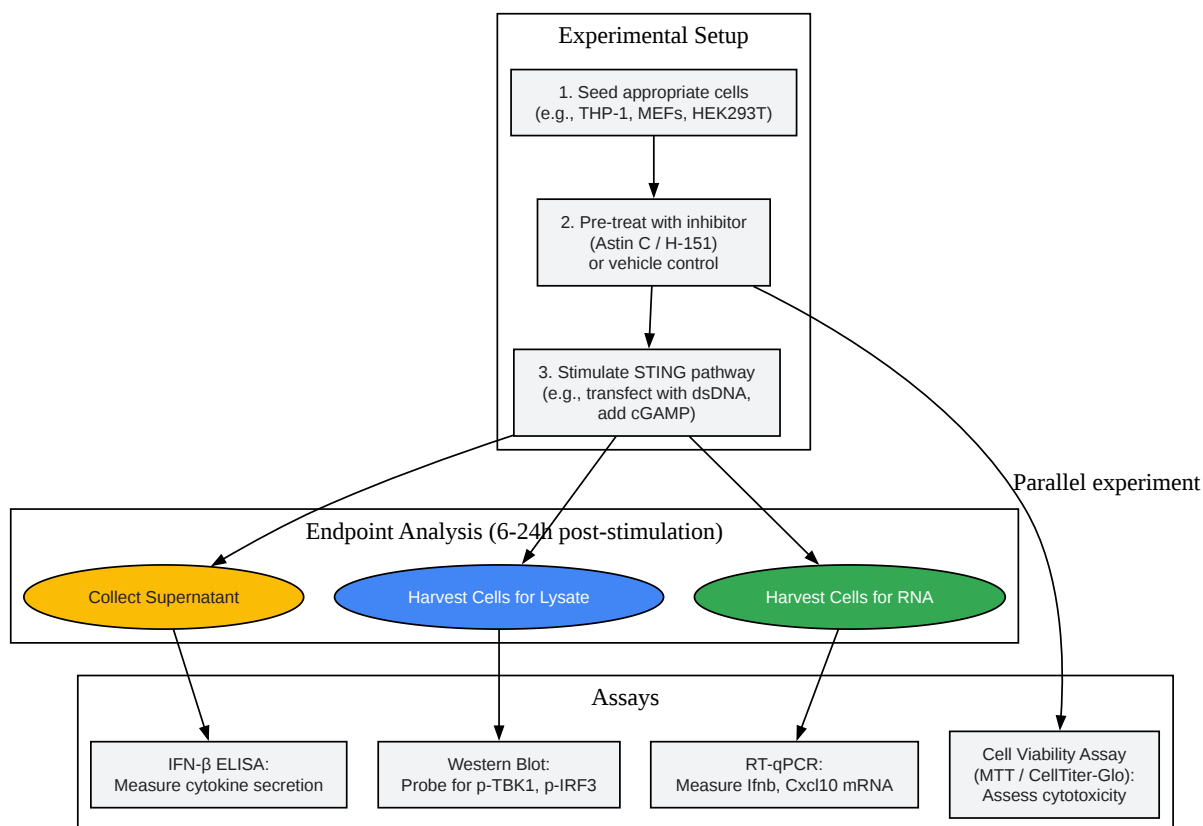 Experimental Setup
1. Seed appropriate cells
(e.g., THP-1, MEFs, HEK293T)
2. Pre-treat with inhibitor
(Astin C / H-151)
or vehicle control
3. Stimulate STING pathway
(e.g., transfect with dsDNA,
add cGAMP)
Parallel experiment
Endpoint Analysis (6-24h post-stimulation)
Collect Supernatant
Harvest Cells for Lysate
Harvest Cells for RNA
Assays
IFN-β ELISA:
Measure cytokine secretion
Western Blot:
Probe for p-TBK1, p-IRF3
RT-qPCR:
Measure Ifnb, Cxcl10 mRNA
Cell Viability Assay
(MTT / CellTiter-Glo):
Assess cytotoxicity